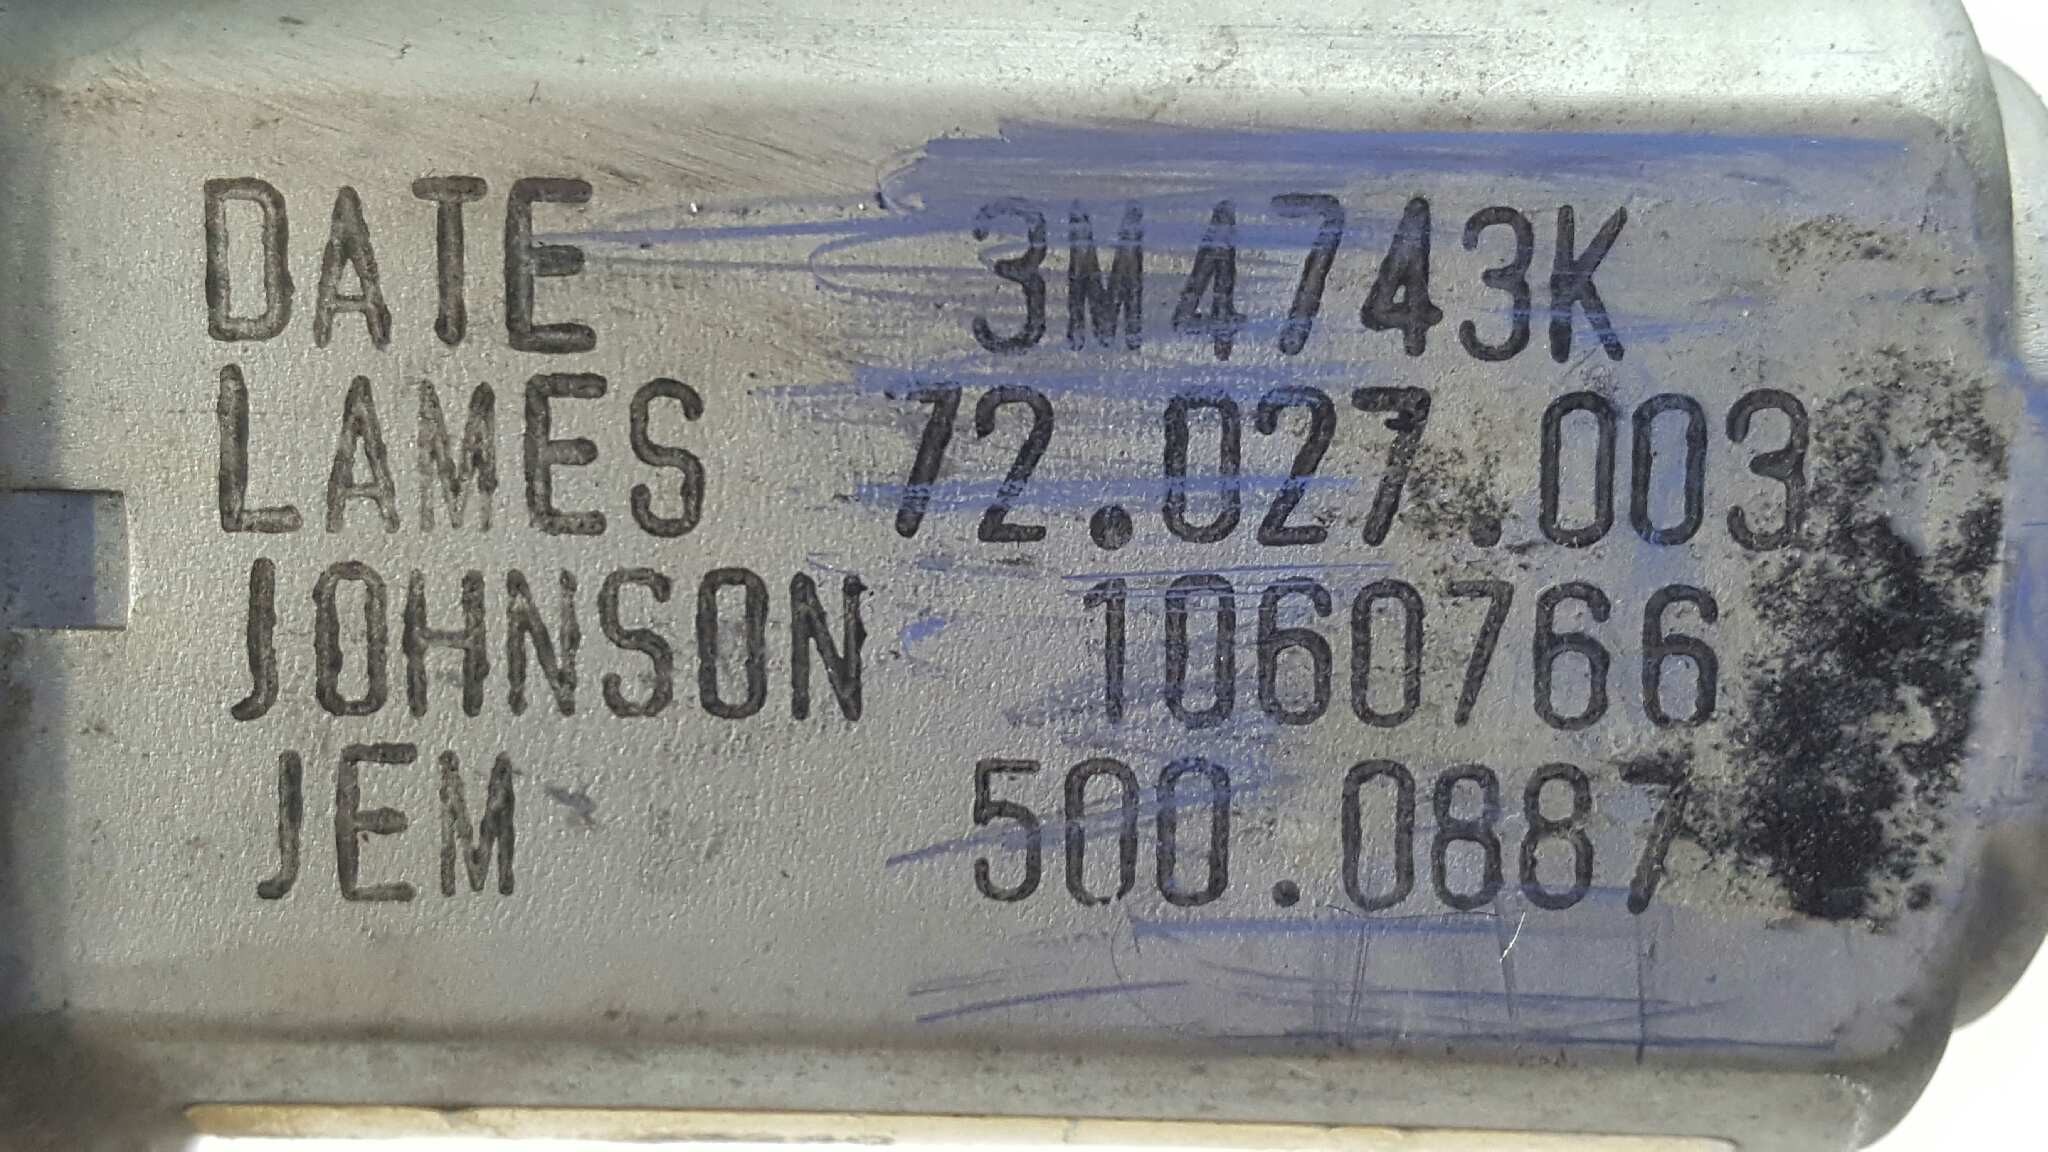 DATE 3M4743K
LAMES 72.027.003
JOHNSON 1060766
JEM 500.0887